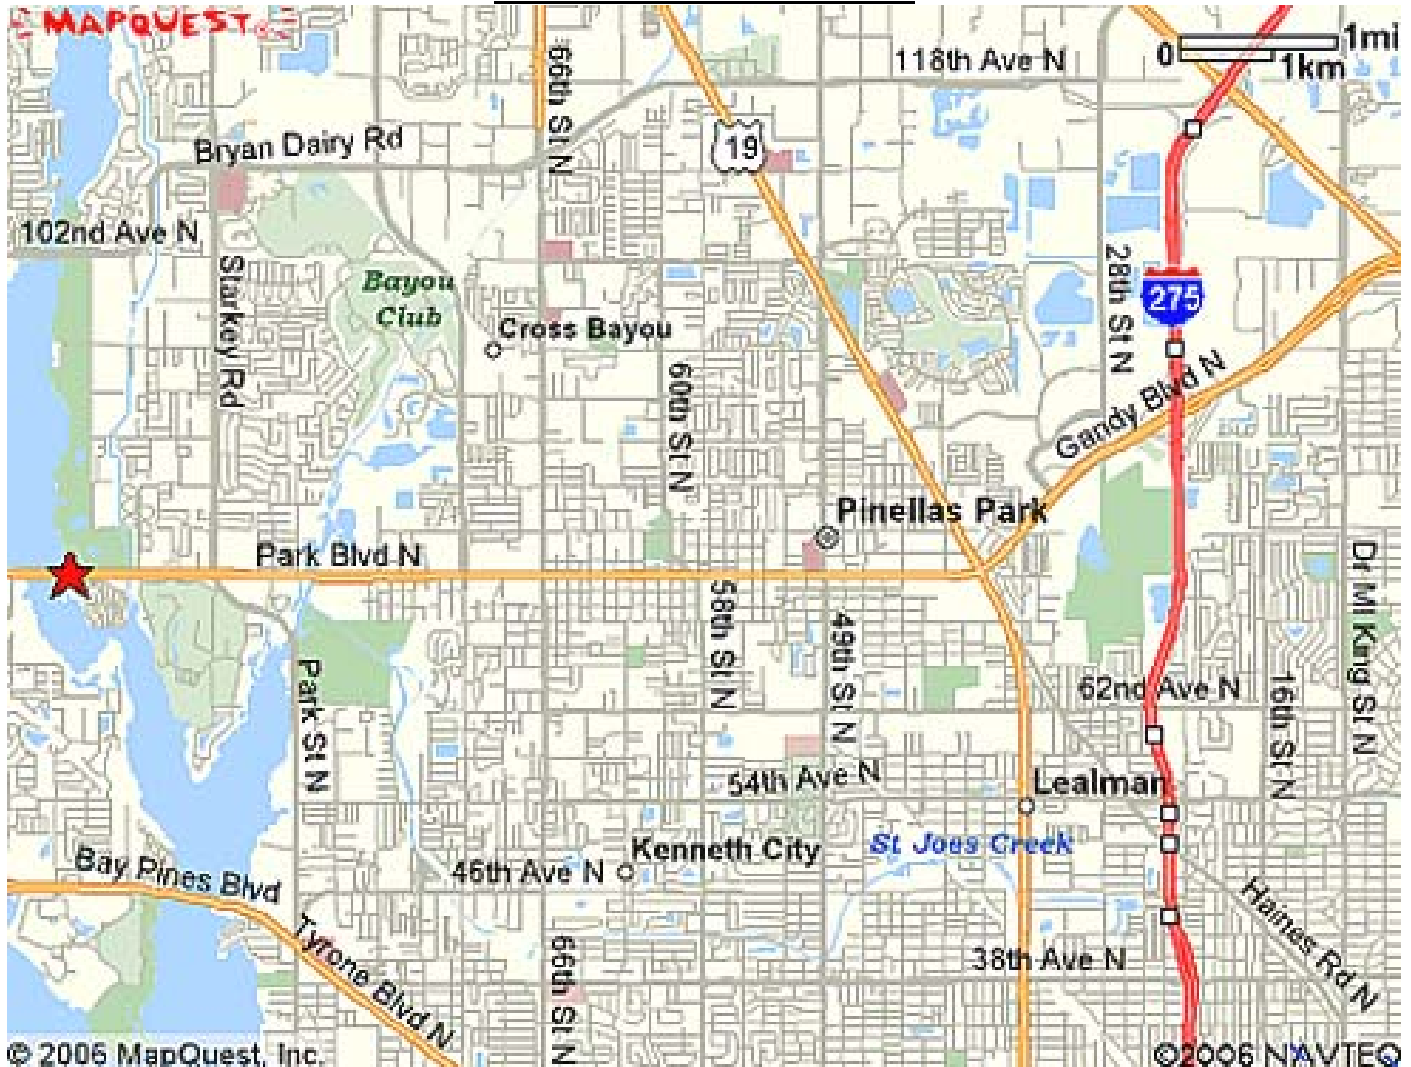 MAPQUEST
0
1mi
1km
118th Ave N
66th St N
19
Bryan Dairy Rd
102nd Ave N
Starkey Rd
Bayou
Club
Cross Bayou
28th St N
275
60th St N
Gandy Blvd N
Pinellas Park
Park Blvd N
58th St N
49th St N
Dr Ml King St N
Park St N
62nd Ave N
16th St N
54th Ave N
Lealman
Kenneth City
St Joes Creek
46th Ave N
Bay Pines Blvd
Haines Rd N
Tyrone Blvd N
66th St N
38th Ave N
© 2006 MapQuest, Inc.
©2006 NAVTEQ